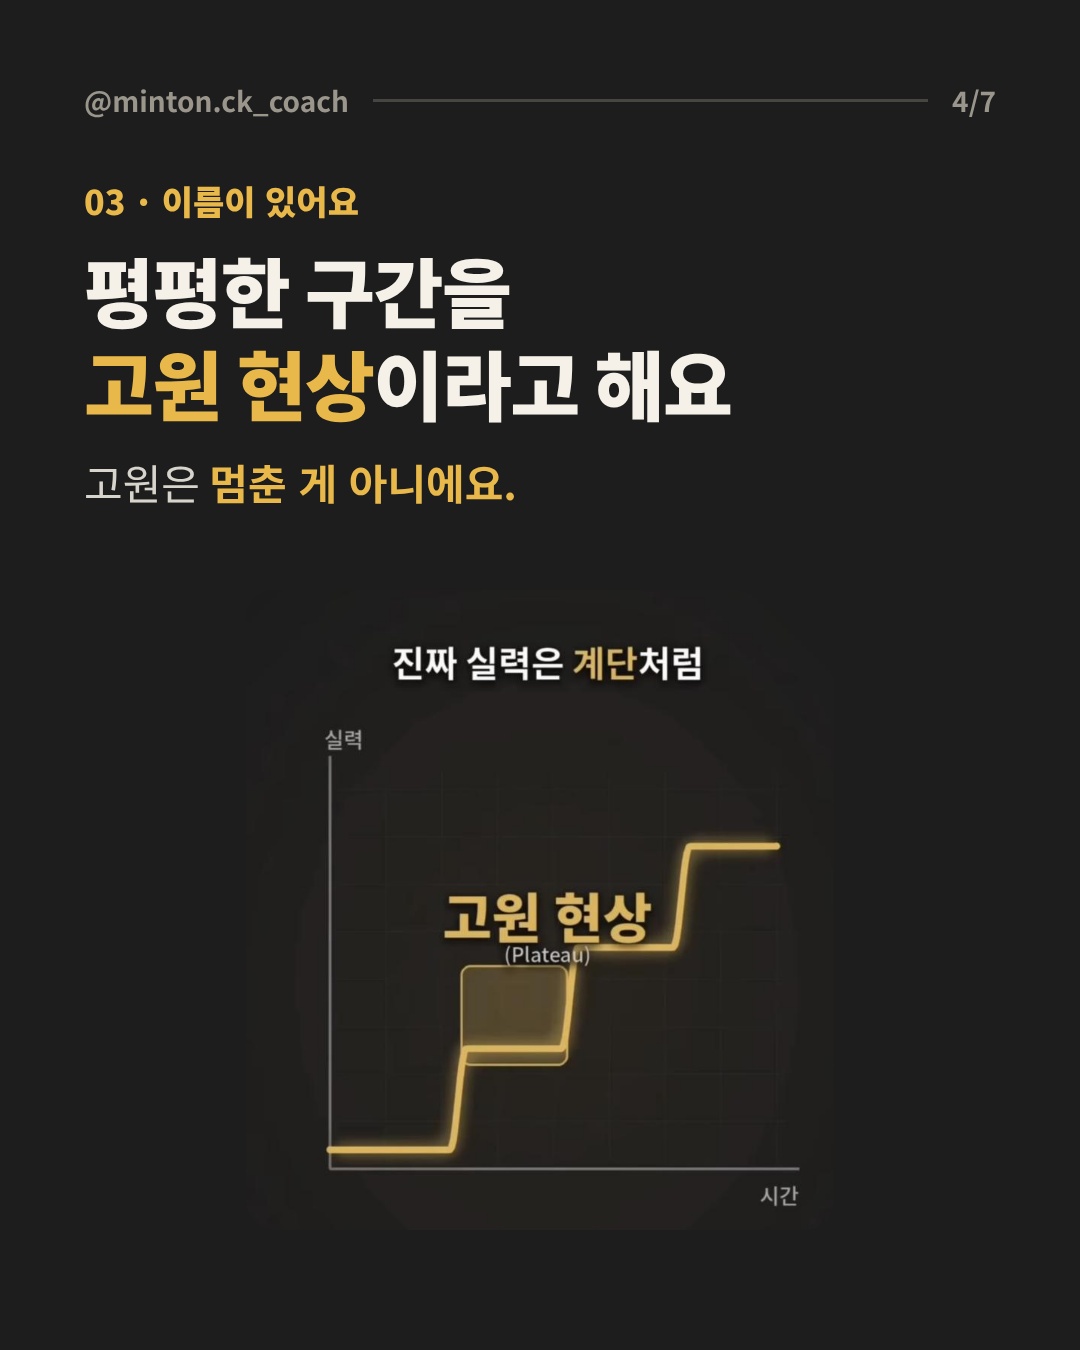 @minton.ck_coach
4/7
03 · 이름이 있어요
평평한 구간을
고원 현상이라고 해요
고원은 멈춘 게 아니에요.
진짜 실력은 계단처럼
실력
고원 현상
(Plateau)
시간